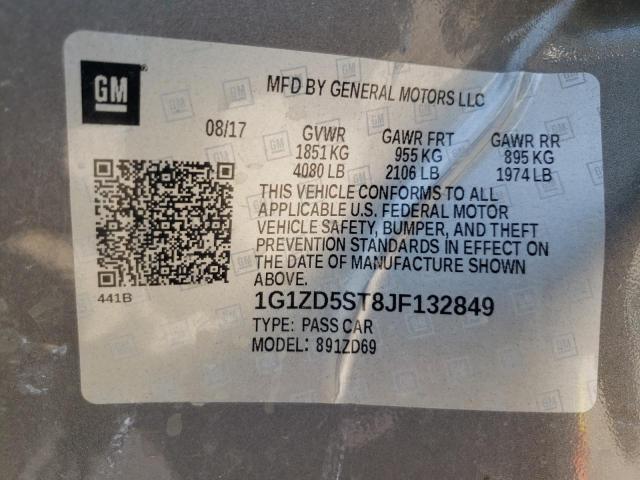 GM
MFD BY GENERAL MOTORS LLC
08/17 GVWR GAWR FRT GAWR RR
1851 KG 955 KG 895 KG
4080 LB 2106 LB 1974 LB
THIS VEHICLE CONFORMS TO ALL
APPLICABLE U.S. FEDERAL MOTOR
VEHICLE SAFETY, BUMPER, AND THEFT
PREVENTION STANDARDS IN EFFECT ON
THE DATE OF MANUFACTURE SHOWN
ABOVE.
441B
1G1ZD5ST8JF132849
TYPE: PASS CAR
MODEL: 891ZD69